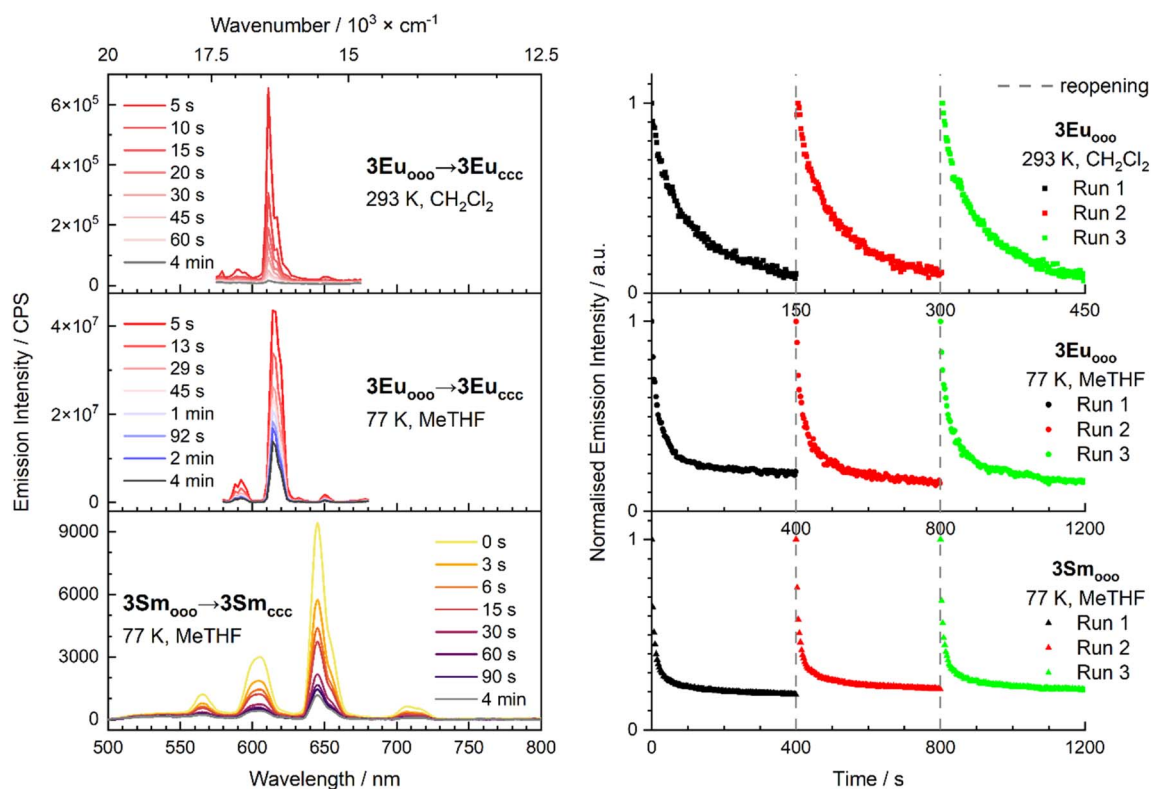 Wavenumber / 10³ × cm⁻¹
20 17.5 15 12.5
Emission Intensity / CPS
6×10⁵
4×10⁵
2×10⁵
0
5 s
10 s
15 s
20 s
30 s
45 s
60 s
4 min
3Euₒₒₒ→3Eu꜀꜀꜀
293 K, CH₂Cl₂
4×10⁷
2×10⁷
0
5 s
13 s
29 s
45 s
1 min
92 s
2 min
4 min
3Euₒₒₒ→3Eu꜀꜀꜀
77 K, MeTHF
9000
6000
3000
0
0 s
3 s
6 s
15 s
30 s
60 s
90 s
4 min
3Smₒₒₒ→3Sm꜀꜀꜀
77 K, MeTHF
500 550 600 650 700 750 800
Wavelength / nm
Normalised Emission Intensity / a.u.
reopening
1
0
3Euₒₒₒ
293 K, CH₂Cl₂
Run 1
Run 2
Run 3
150 300 450
1
0
3Euₒₒₒ
77 K, MeTHF
Run 1
Run 2
Run 3
1
0
3Smₒₒₒ
77 K, MeTHF
Run 1
Run 2
Run 3
0 400 800 1200
Time / s